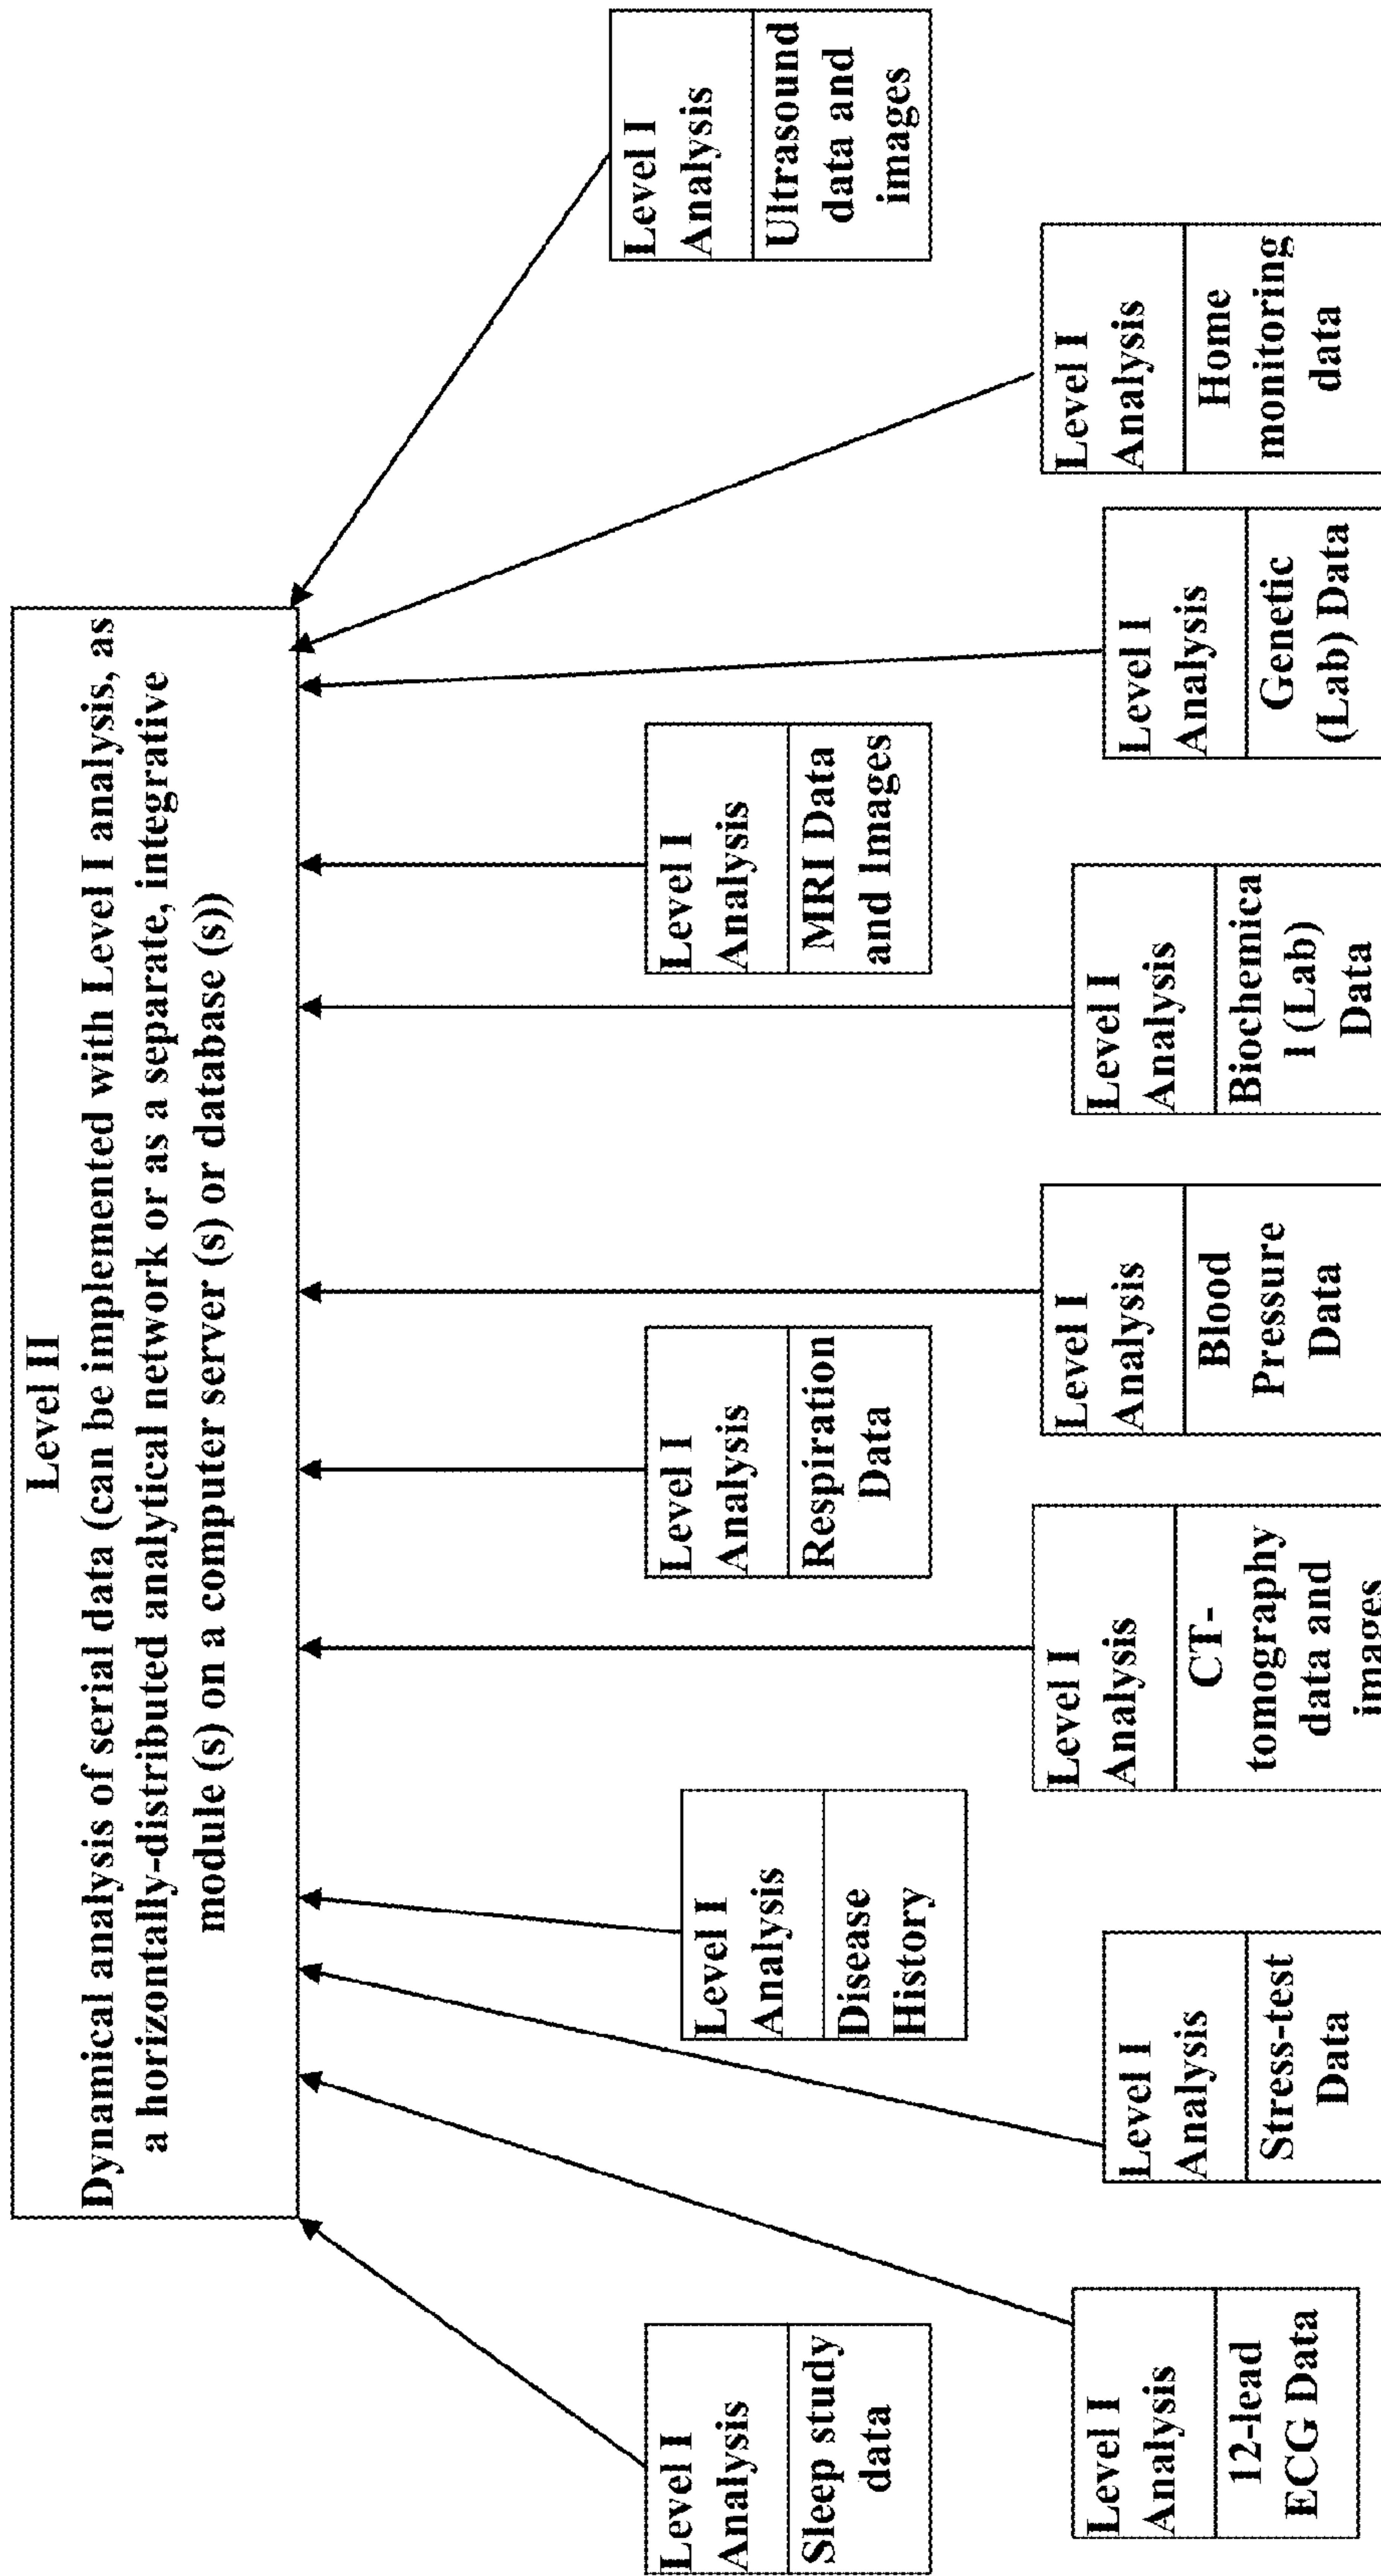 Level II
Dynamical analysis of serial data (can be implemented with Level I analysis, as
a horizontally-distributed analytical network or as a separate, integrative
module (s) on a computer server (s) or database (s))
Level I
Analysis
Sleep study
data
Level I
Analysis
12-lead
ECG Data
Level I
Analysis
Stress-test
Data
Level I
Analysis
Disease
History
Level I
Analysis
CT-
tomography
data and
images
Level I
Analysis
Respiration
Data
Level I
Analysis
Blood
Pressure
Data
Level I
Analysis
Biochemica
l (Lab)
Data
Level I
Analysis
MRI Data
and Images
Level I
Analysis
Genetic
(Lab) Data
Level I
Analysis
Home
monitoring
data
Level I
Analysis
Ultrasound
data and
images